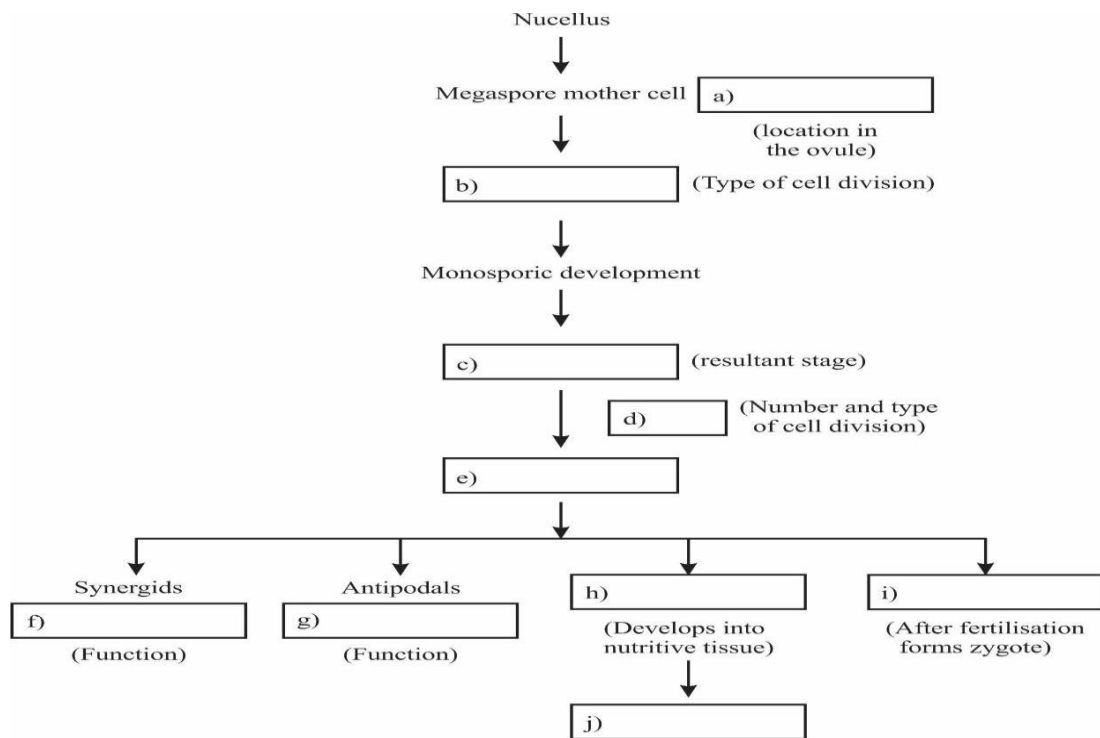 Nucellus
Megaspore mother cell
a)
(location in
the ovule)
b)
(Type of cell division)
Monosporic development
c)
(resultant stage)
d)
(Number and type
of cell division)
e)
Synergids
f)
(Function)
Antipodals
g)
(Function)
h)
(Develops into
nutritive tissue)
i)
(After fertilisation
forms zygote)
j)